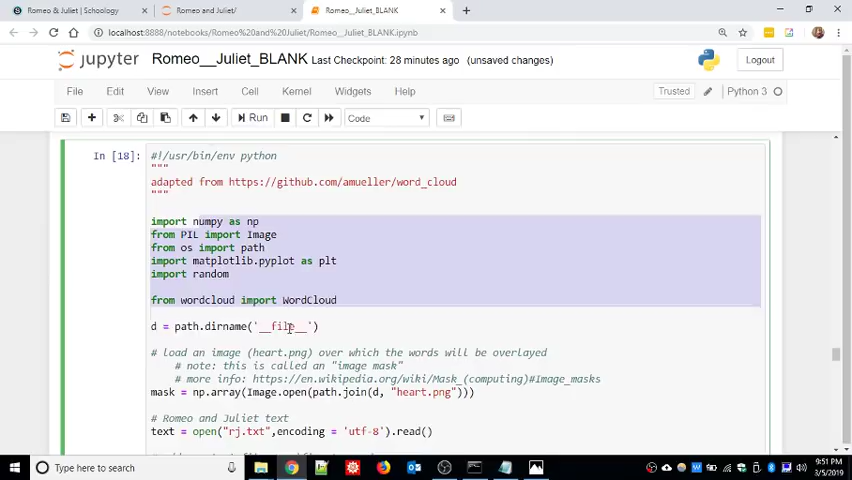 Romeo & Juliet | Schoology
Romeo and Juliet/
Romeo__Juliet_BLANK
localhost:8888/notebooks/Romeo%20and%20Juliet/Romeo__Juliet_BLANK.ipynb
jupyter Romeo__Juliet_BLANK Last Checkpoint: 28 minutes ago (unsaved changes)
Logout
File Edit View Insert Cell Kernel Widgets Help
Trusted
Python 3
Run
Code
In [18]:
#!/usr/bin/env python
"""
adapted from https://github.com/amueller/word_cloud
"""
import numpy as np
from PIL import Image
from os import path
import matplotlib.pyplot as plt
import random
from wordcloud import WordCloud
d = path.dirname('__file__')
# load an image (heart.png) over which the words will be overlayed
# note: this is called an "image mask"
# more info: https://en.wikipedia.org/wiki/Mask_(computing)#Image_masks
mask = np.array(Image.open(path.join(d, "heart.png")))
# Romeo and Juliet text
text = open("rj.txt",encoding = 'utf-8').read()
Type here to search
9:51 PM
3/5/2019